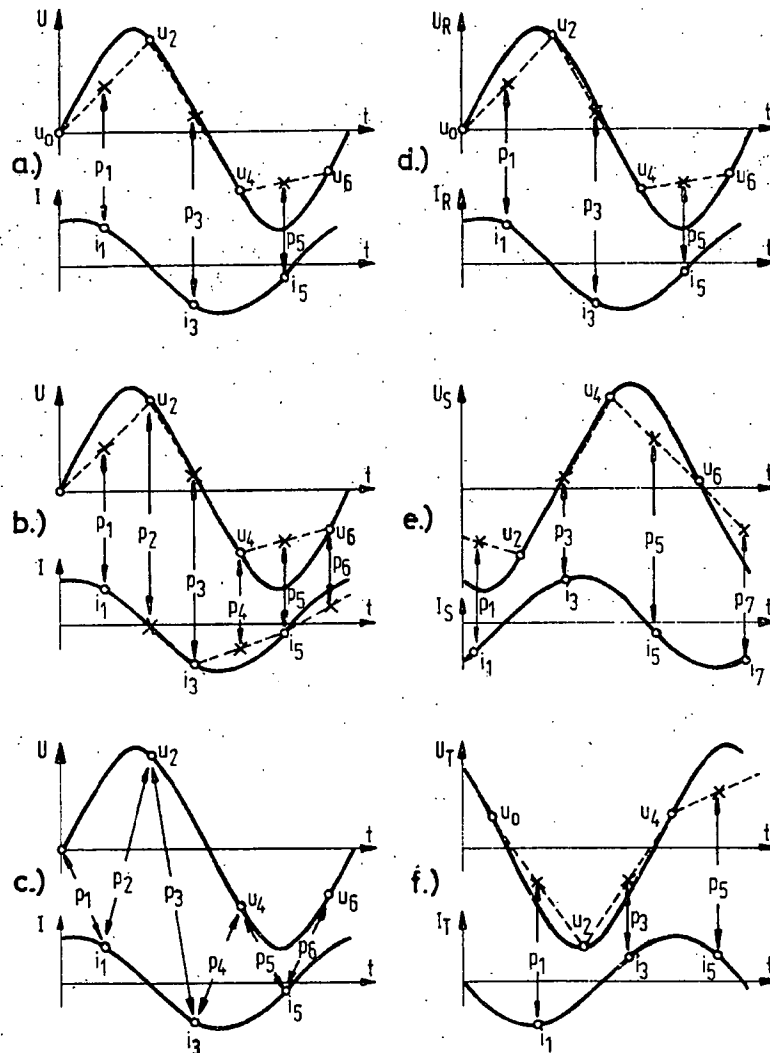 U
u2
t
u0
p1
p3
u4
u6
a.)
I
p5
t
i1
i3
i5
UR
u2
t
u0
p1
p3
u4
u6
d.)
IR
p5
t
i1
i3
i5
U
u2
t
p1
p2
p3
u4
u6
b.)
I
p4
p5
p6
t
i1
i3
i5
US
u4
t
u6
u2
p3
p5
e.)
IS
p1
p7
t
i1
i3
i5
i7
U
u2
t
p1
p2
p3
u4
u6
c.)
I
p4
p5
p6
t
i1
i3
i5
UT
u0
u4
t
u2
f.)
IT
p1
p3
p5
t
i1
i3
i5